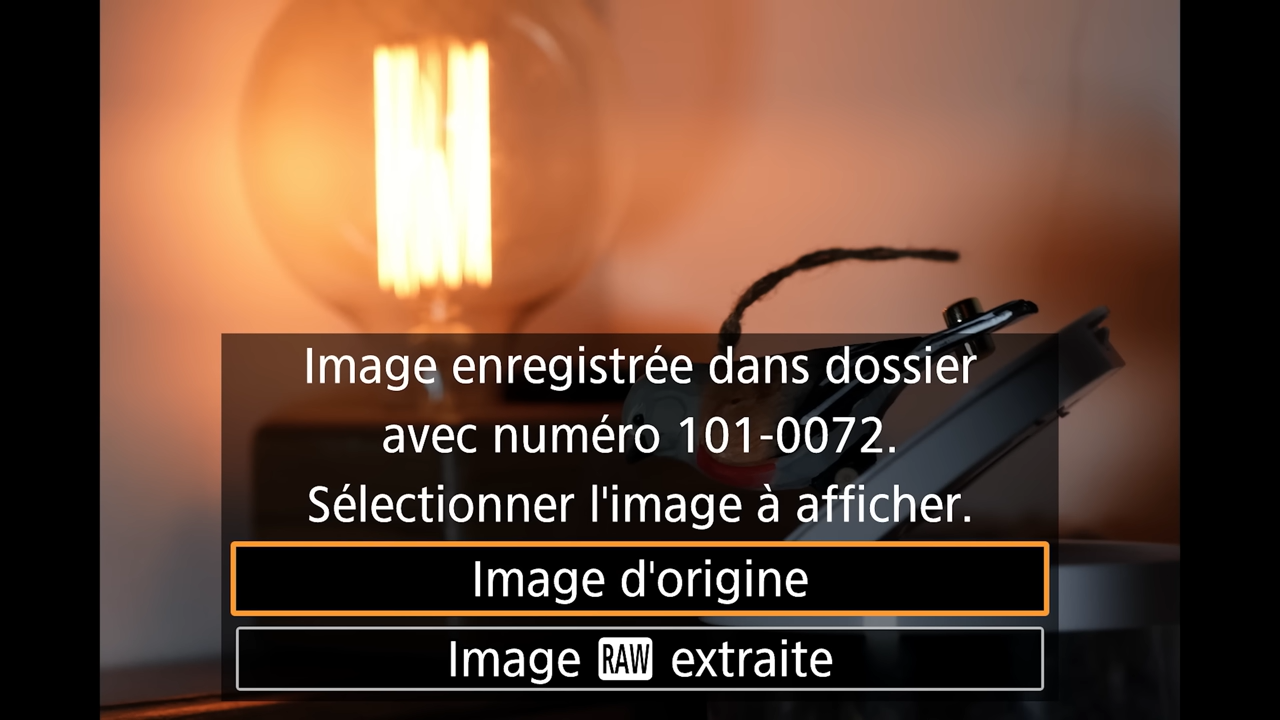 Image enregistrée dans dossier
avec numéro 101-0072.
Sélectionner l'image à afficher.
Image d'origine
Image RAW extraite